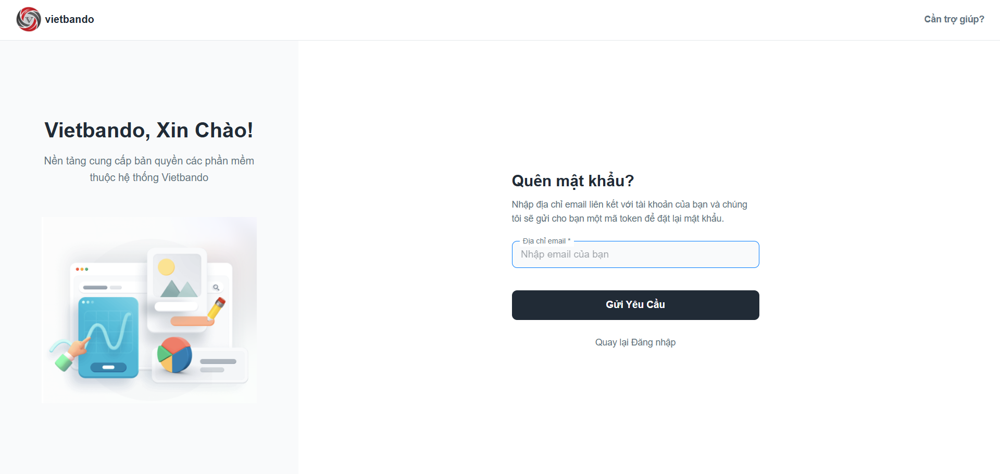 vietbando
Cần trợ giúp?
Vietbando, Xin Chào!
Nền tảng cung cấp bản quyền các phần mềm
thuộc hệ thống Vietbando
Quên mật khẩu?
Nhập địa chỉ email liên kết với tài khoản của bạn và chúng
tôi sẽ gửi cho bạn một mã token để đặt lại mật khẩu.
Địa chỉ email *
Nhập email của bạn
Gửi Yêu Cầu
Quay lại Đăng nhập